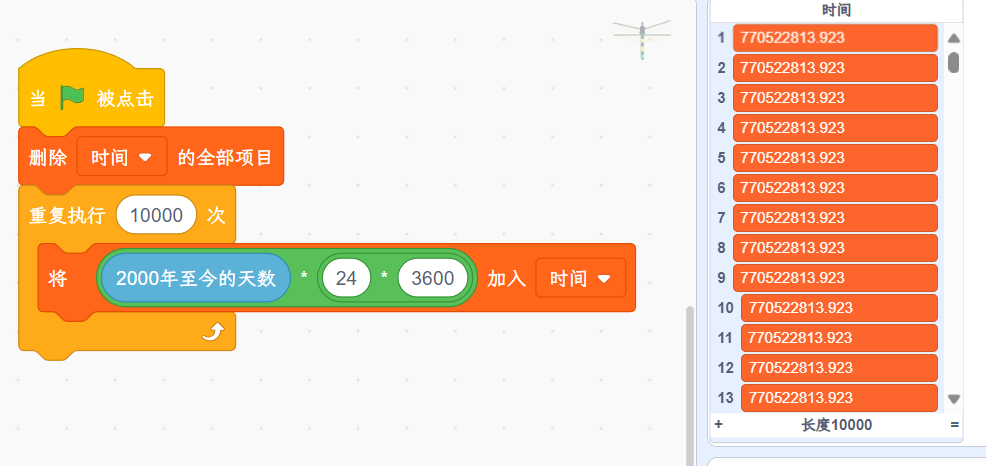 当 被点击
删除 时间 的全部项目
重复执行 10000 次
将 2000年至今的天数 * 24 * 3600 加入 时间
时间
1 770522813.923
2 770522813.923
3 770522813.923
4 770522813.923
5 770522813.923
6 770522813.923
7 770522813.923
8 770522813.923
9 770522813.923
10 770522813.923
11 770522813.923
12 770522813.923
13 770522813.923
+ 长度10000 =